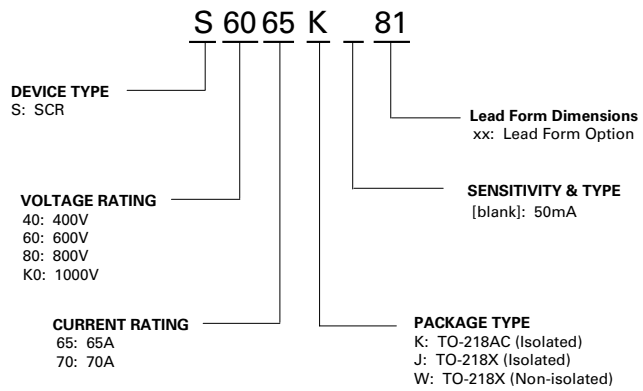 S 60 65 K _ 81
DEVICE TYPE
S: SCR
Lead Form Dimensions
xx: Lead Form Option
VOLTAGE RATING
40: 400V
60: 600V
80: 800V
K0: 1000V
SENSITIVITY & TYPE
[blank]: 50mA
CURRENT RATING
65: 65A
70: 70A
PACKAGE TYPE
K: TO-218AC (Isolated)
J: TO-218X (Isolated)
W: TO-218X (Non-isolated)